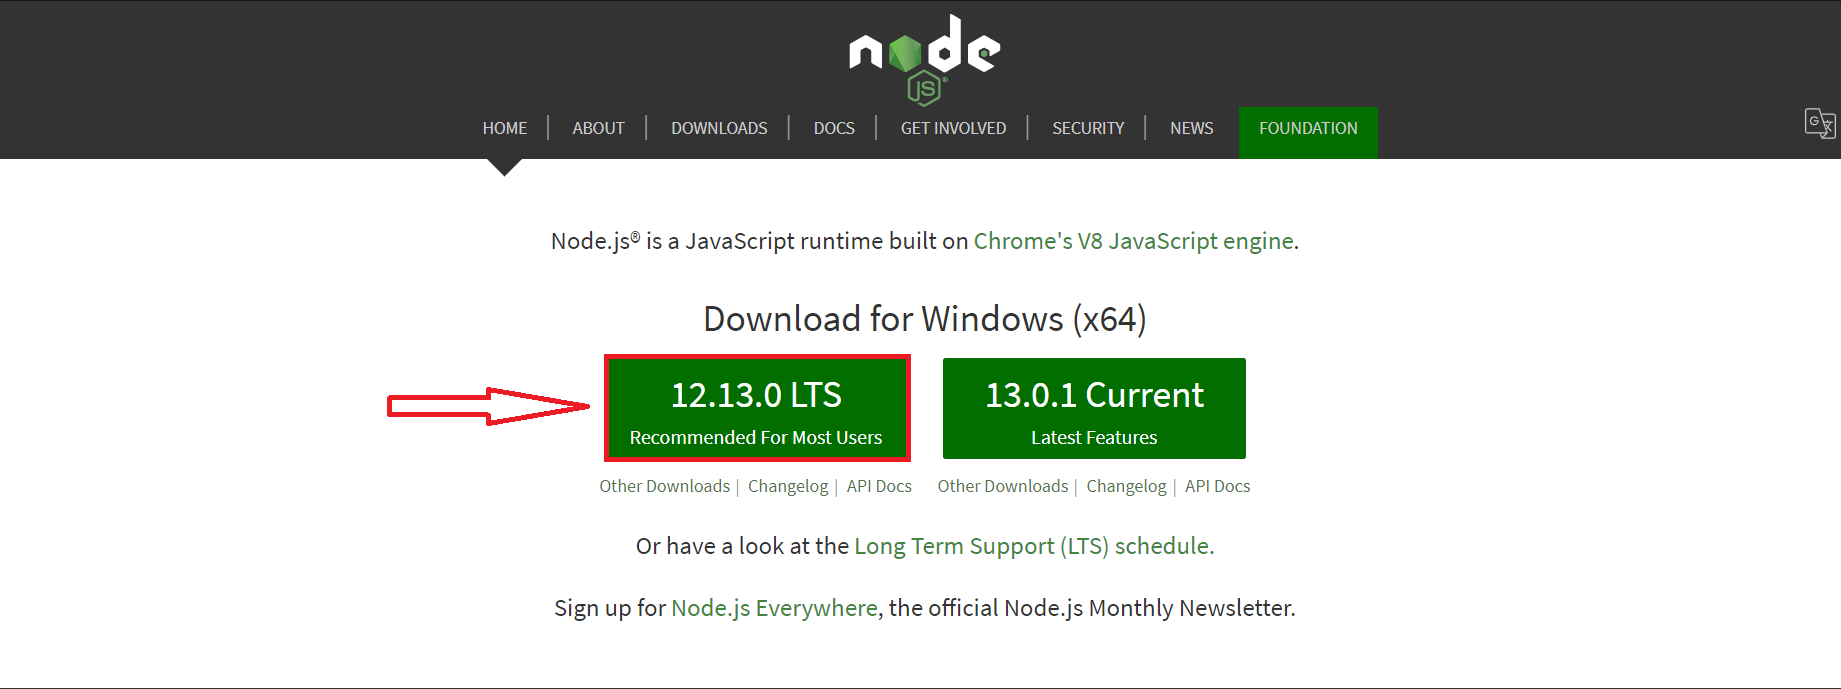 node
JS®
HOME | ABOUT | DOWNLOADS | DOCS | GET INVOLVED | SECURITY | NEWS FOUNDATION
G 文
Node.js® is a JavaScript runtime built on Chrome's V8 JavaScript engine.
Download for Windows (x64)
12.13.0 LTS
Recommended For Most Users
13.0.1 Current
Latest Features
Other Downloads | Changelog | API Docs
Other Downloads | Changelog | API Docs
Or have a look at the Long Term Support (LTS) schedule.
Sign up for Node.js Everywhere, the official Node.js Monthly Newsletter.